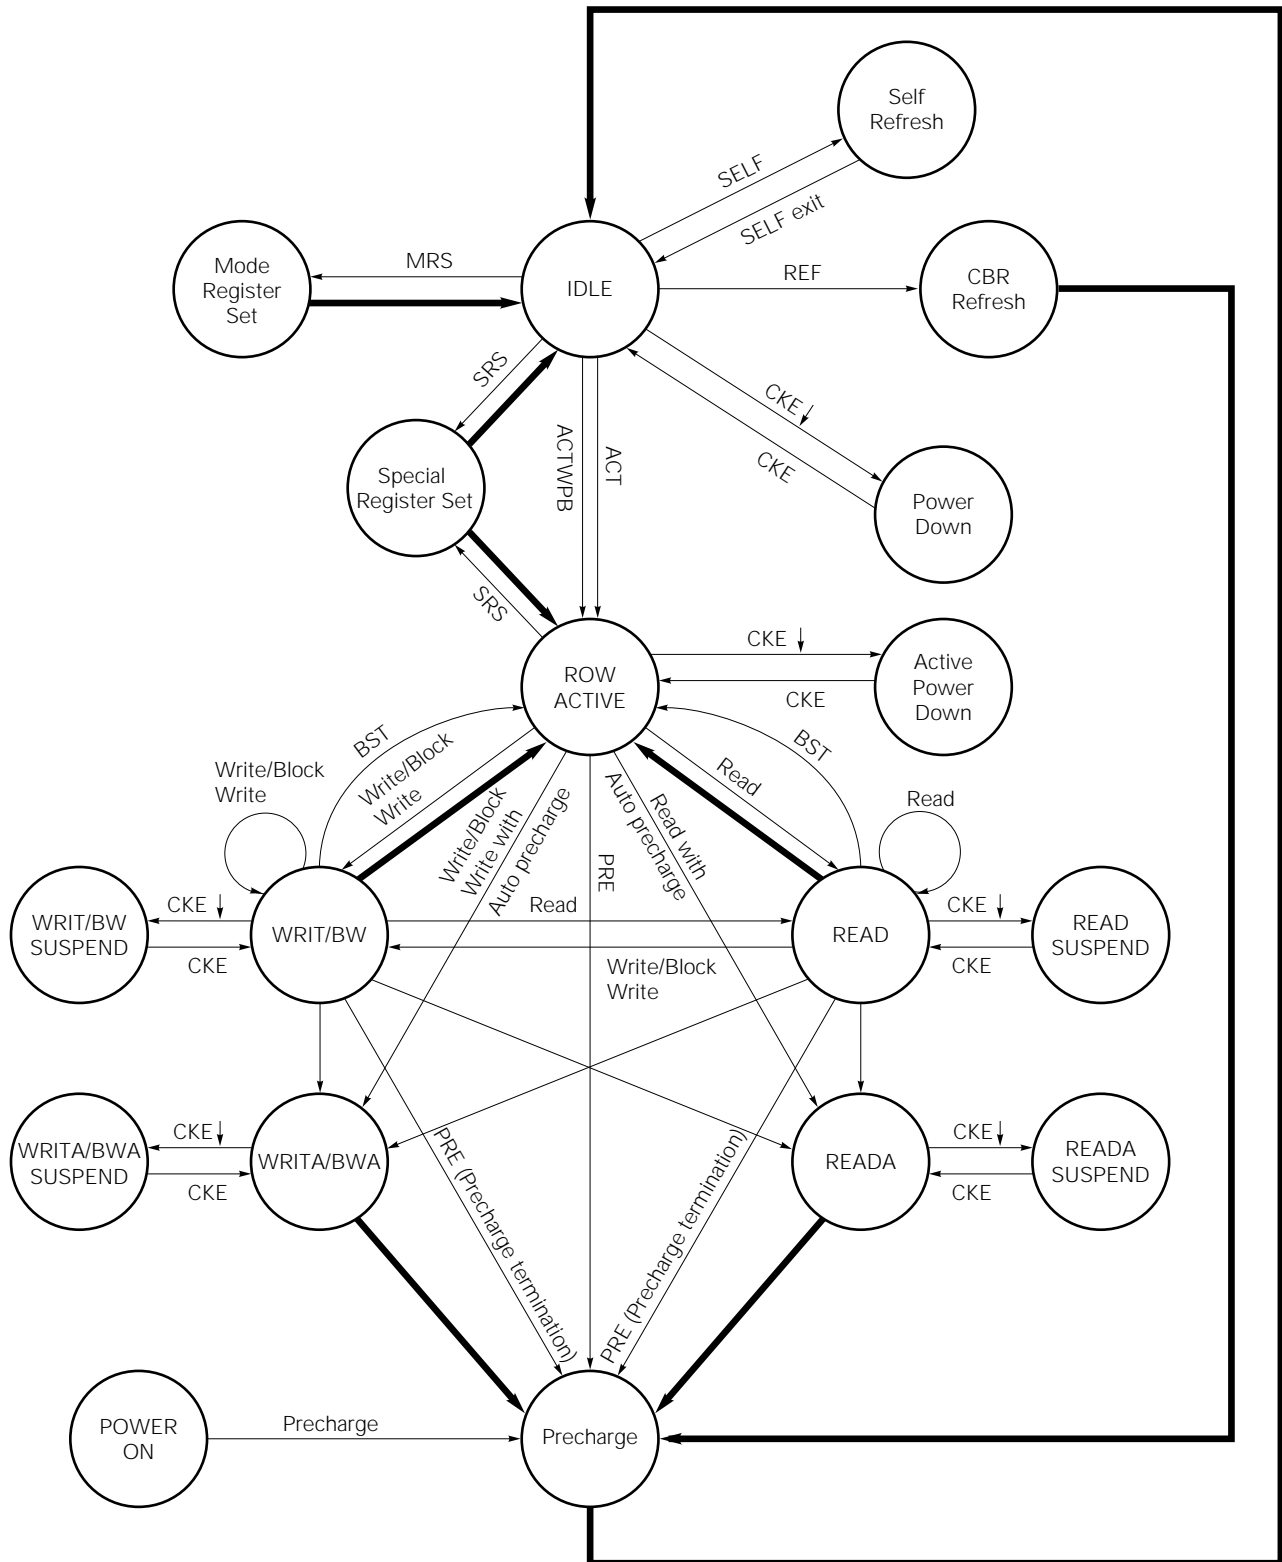 Self
Refresh
SELF
SELF exit
Mode
Register
Set
MRS
IDLE
REF
CBR
Refresh
SRS
CKE
CKE
ACTWPB
ACT
Special
Register Set
Power
Down
SRS
ROW
ACTIVE
CKE
CKE
Active
Power
Down
BST
Write/Block
Write
BST
Read
Write/Block
Write
Write/Block
Write with
Auto precharge
PRE
Read with
Auto precharge
Read
WRIT/BW
SUSPEND
CKE
CKE
WRIT/BW
Read
Write/Block
Write
READ
CKE
CKE
READ
SUSPEND
WRITA/BWA
SUSPEND
CKE
CKE
WRITA/BWA
PRE (Precharge termination)
PRE (Precharge termination)
READA
CKE
CKE
READA
SUSPEND
POWER
ON
Precharge
Precharge